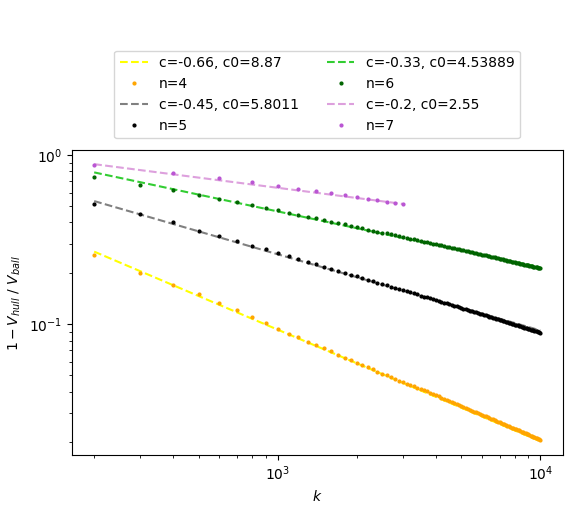 c=-0.66, c0=8.87
n=4
c=-0.45, c0=5.8011
n=5
c=-0.33, c0=4.53889
n=6
c=-0.2, c0=2.55
n=7
10⁰
10⁻¹
1 − V_hull / V_ball
10³
10⁴
k